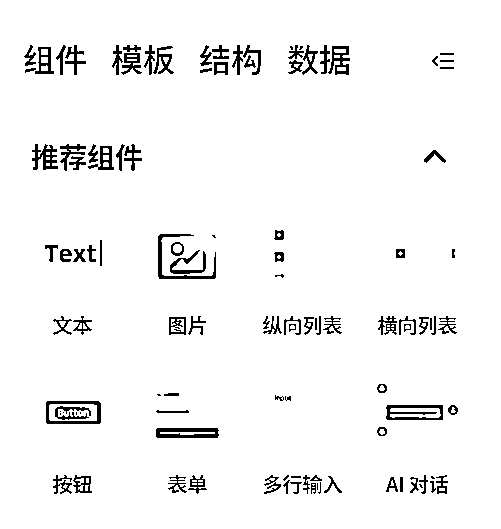 组件 模板 结构 数据
推荐组件
Text
文本 图片 纵向列表 横向列表
Button
Input
按钮 表单 多行输入 AI 对话